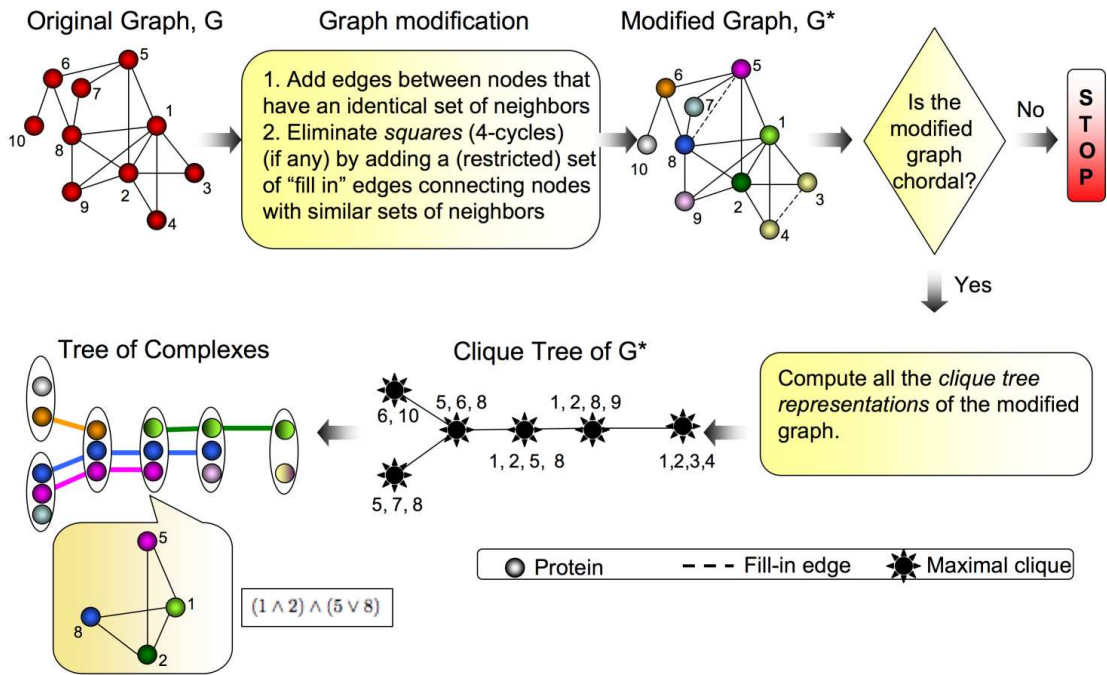 Original Graph, G
Graph modification
Modified Graph, G*
5
6
7
1
10
8
2
3
9
4
1. Add edges between nodes that
have an identical set of neighbors
2. Eliminate squares (4-cycles)
(if any) by adding a (restricted) set
of “fill in” edges connecting nodes
with similar sets of neighbors
5
6
7
1
10
8
2
3
9
4
Is the
modified
graph
chordal?
No
S
T
O
P
Yes
Tree of Complexes
Clique Tree of G*
6, 10
5, 6, 8
1, 2, 8, 9
1, 2, 5, 8
1,2,3,4
5, 7, 8
Compute all the clique tree
representations of the modified
graph.
5
1
8
2
(1 ∧ 2) ∧ (5 ∨ 8)
Protein
Fill-in edge
Maximal clique